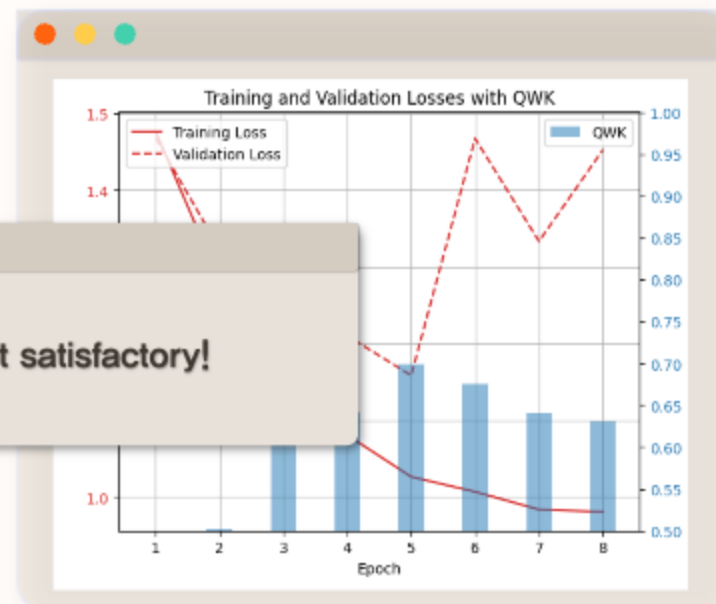 Training and Validation Losses with QWK
1.5
1.00
Training Loss
QWK
Validation Loss
0.95
1.4
0.90
0.85
0.80
0.75
t satisfactory!
0.70
0.65
0.60
0.55
1.0
0.50
1 2 3 4 5 6 7 8
Epoch